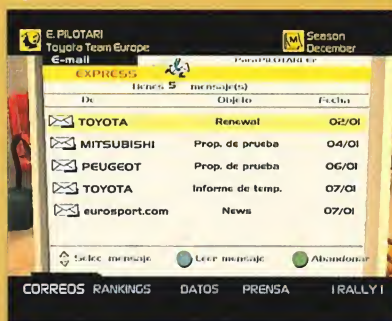 E. PILOTARI
Toyota Team Europe
Season
December
E-mail
Para PILOTARI E.
EXPRESS
tienes 5 mensaje(s)
De Objeto Fecha
TOYOTA Renewal 02/01
MITSUBISHI Prop. de prueba 04/01
PEUGEOT Prop. de prueba 06/01
TOYOTA Informe de temp. 07/01
eurosport.com News 07/01
Selec mensaje Leer mensaje Abandonar
CORREOS RANKINGS DATOS PRENSA [RALLY]